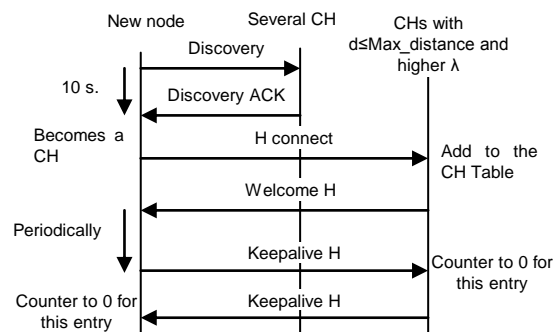 New node
Several CH
CHs with
d≤Max_distance and
higher λ
Discovery
10 s.
Discovery ACK
Becomes a
CH
H connect
Add to the
CH Table
Welcome H
Periodically
Keepalive H
Counter to 0 for
this entry
Counter to 0 for
this entry
Keepalive H